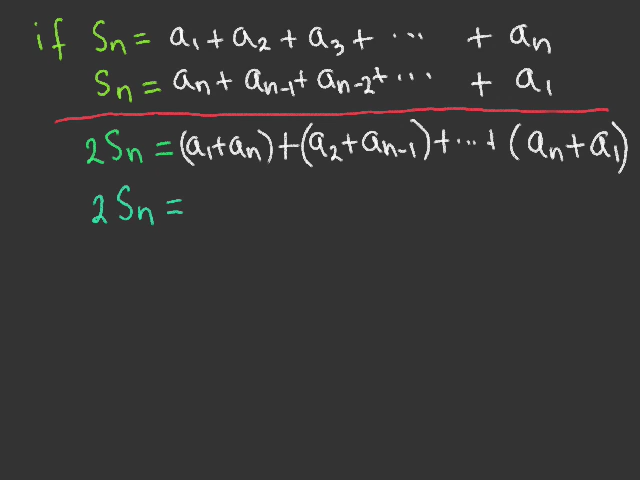 if Sn = a1 + a2 + a3 + ... + an
Sn = an + an-1 + an-2 + ... + a1
2Sn = (a1+an)+(a2+an-1)+...+(an+a1)
2Sn =